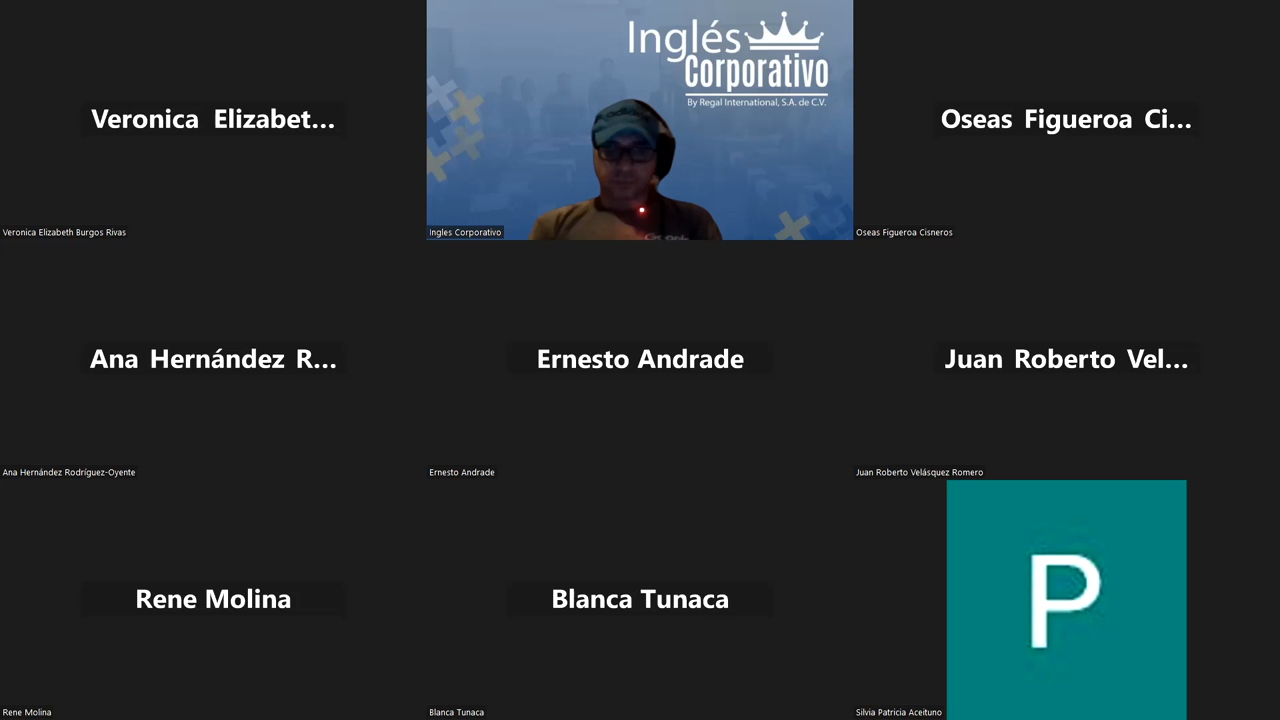 Veronica Elizabet...
Veronica Elizabeth Burgos Rivas
Inglés
Corporativo
By Regal International, S.A. de C.V.
Ingles Corporativo
Oseas Figueroa Ci...
Oseas Figueroa Cisneros
Ana Hernández R...
Ana Hernández Rodríguez-Oyente
Ernesto Andrade
Ernesto Andrade
Juan Roberto Vel...
Juan Roberto Velásquez Romero
Rene Molina
Rene Molina
Blanca Tunaca
Blanca Tunaca
P
Silvia Patricia Aceituno